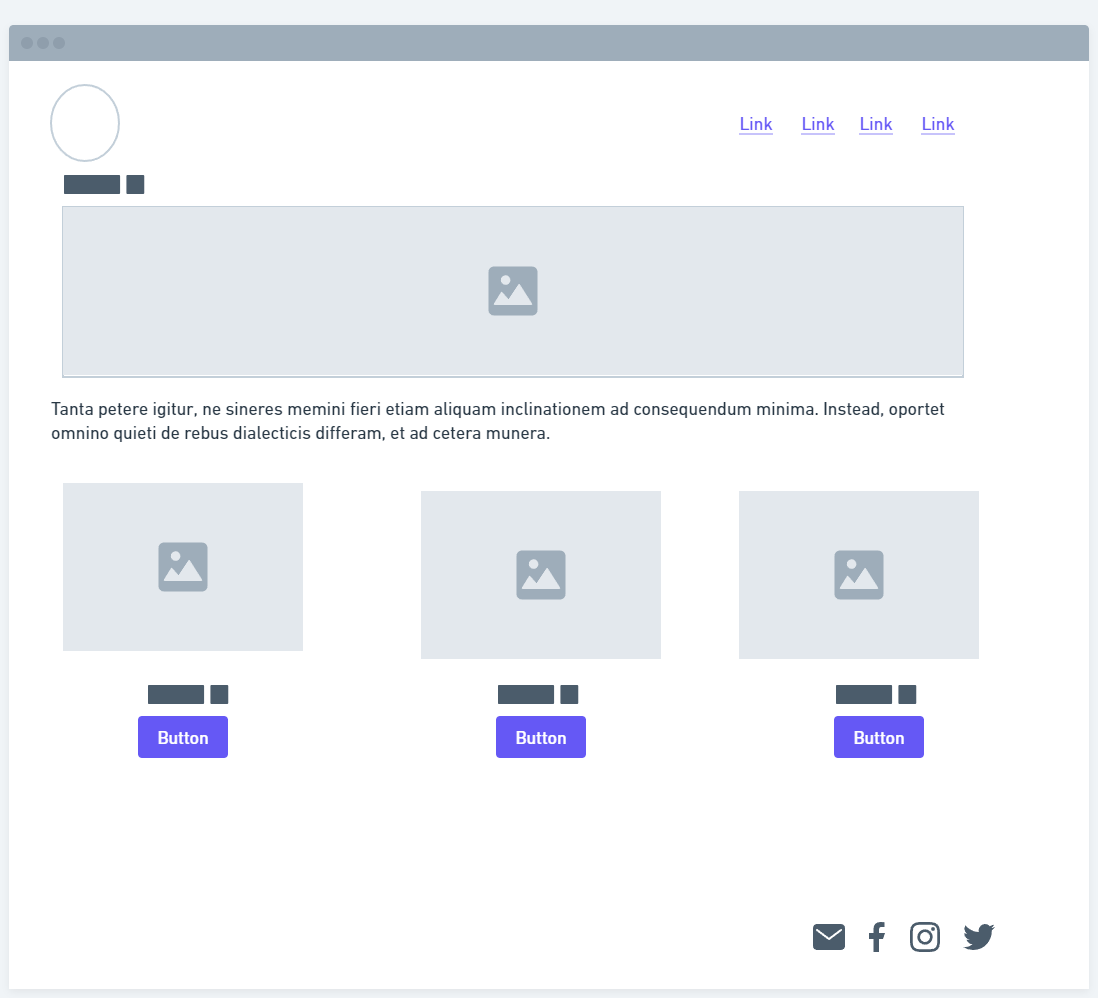 Link Link Link Link
Tanta petere igitur, ne sineres memini fieri etiam aliquam inclinationem ad consequendum minima. Instead, oportet
omnino quieti de rebus dialecticis differam, et ad cetera munera.
Button Button Button